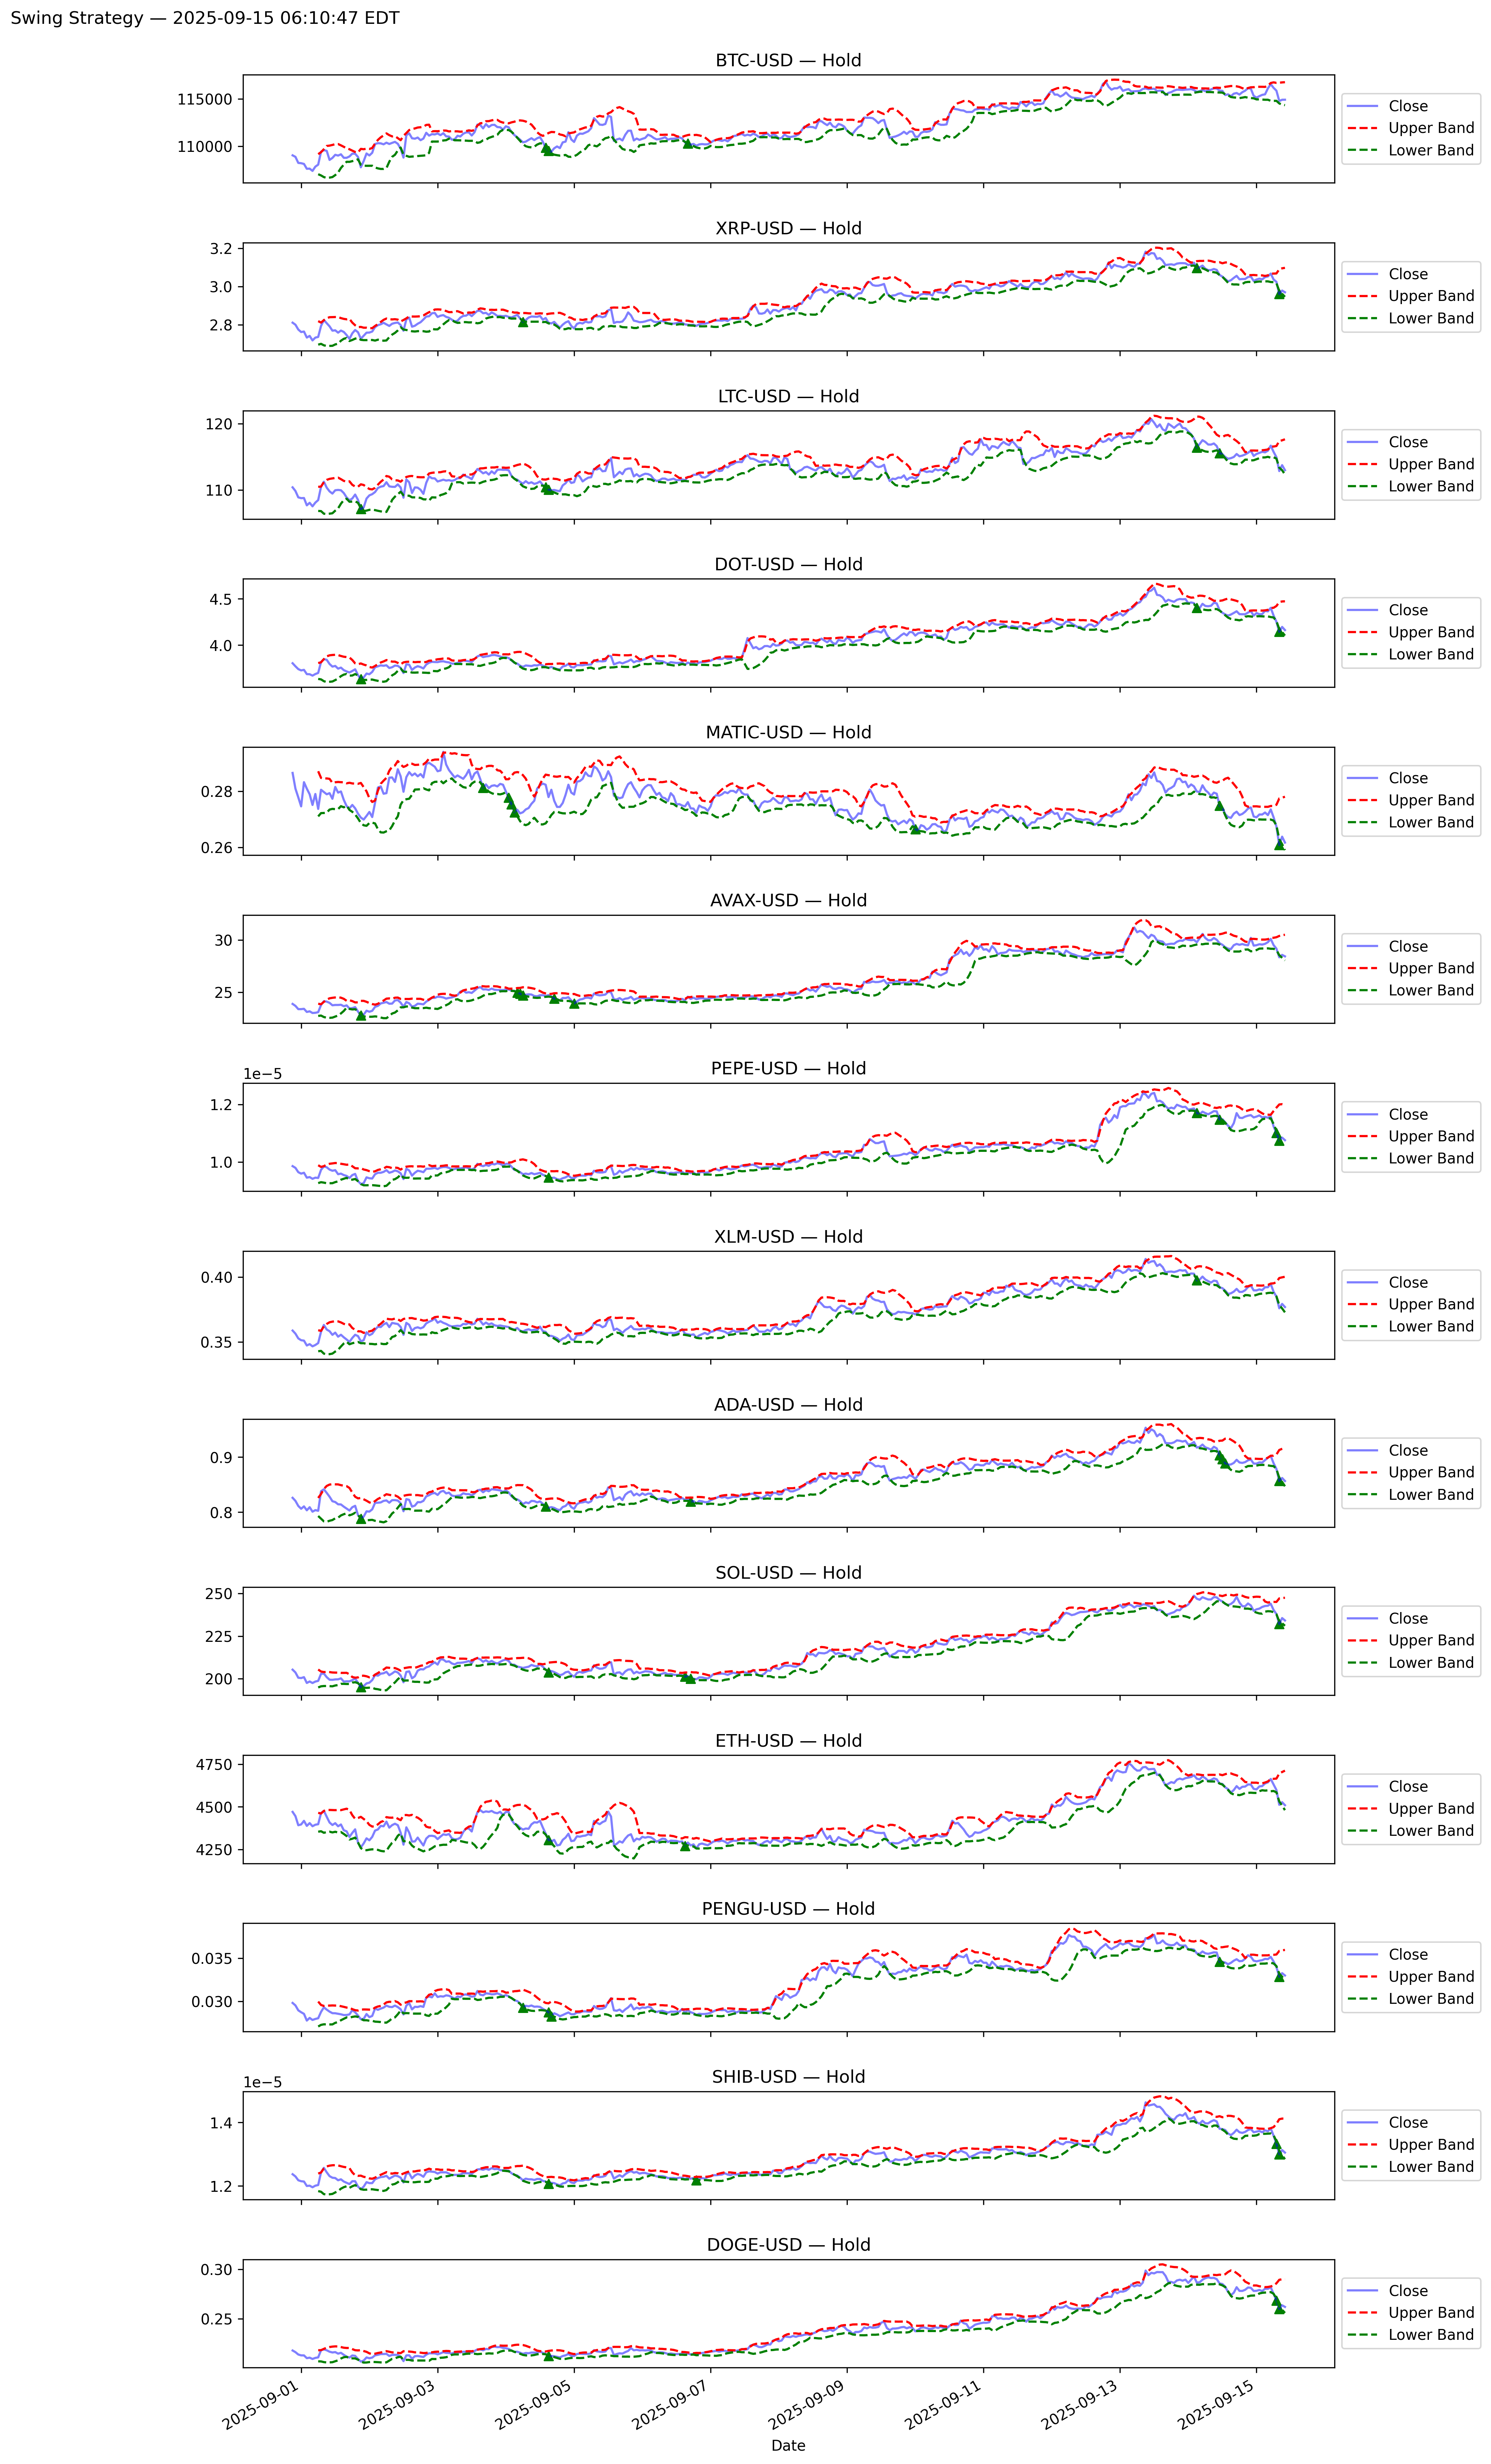 Swing Strategy — 2025-09-15 06:10:47 EDT
BTC-USD — Hold
115000
110000
Close
Upper Band
Lower Band
XRP-USD — Hold
3.2
3.0
2.8
Close
Upper Band
Lower Band
LTC-USD — Hold
120
110
Close
Upper Band
Lower Band
DOT-USD — Hold
4.5
4.0
Close
Upper Band
Lower Band
MATIC-USD — Hold
0.28
0.26
Close
Upper Band
Lower Band
AVAX-USD — Hold
30
25
Close
Upper Band
Lower Band
PEPE-USD — Hold
1e−5
1.2
1.0
Close
Upper Band
Lower Band
XLM-USD — Hold
0.40
0.35
Close
Upper Band
Lower Band
ADA-USD — Hold
0.9
0.8
Close
Upper Band
Lower Band
SOL-USD — Hold
250
225
200
Close
Upper Band
Lower Band
ETH-USD — Hold
4750
4500
4250
Close
Upper Band
Lower Band
PENGU-USD — Hold
0.035
0.030
Close
Upper Band
Lower Band
SHIB-USD — Hold
1e−5
1.4
1.2
Close
Upper Band
Lower Band
DOGE-USD — Hold
0.30
0.25
Close
Upper Band
Lower Band
2025-09-01
2025-09-03
2025-09-05
2025-09-07
2025-09-09
2025-09-11
2025-09-13
2025-09-15
Date